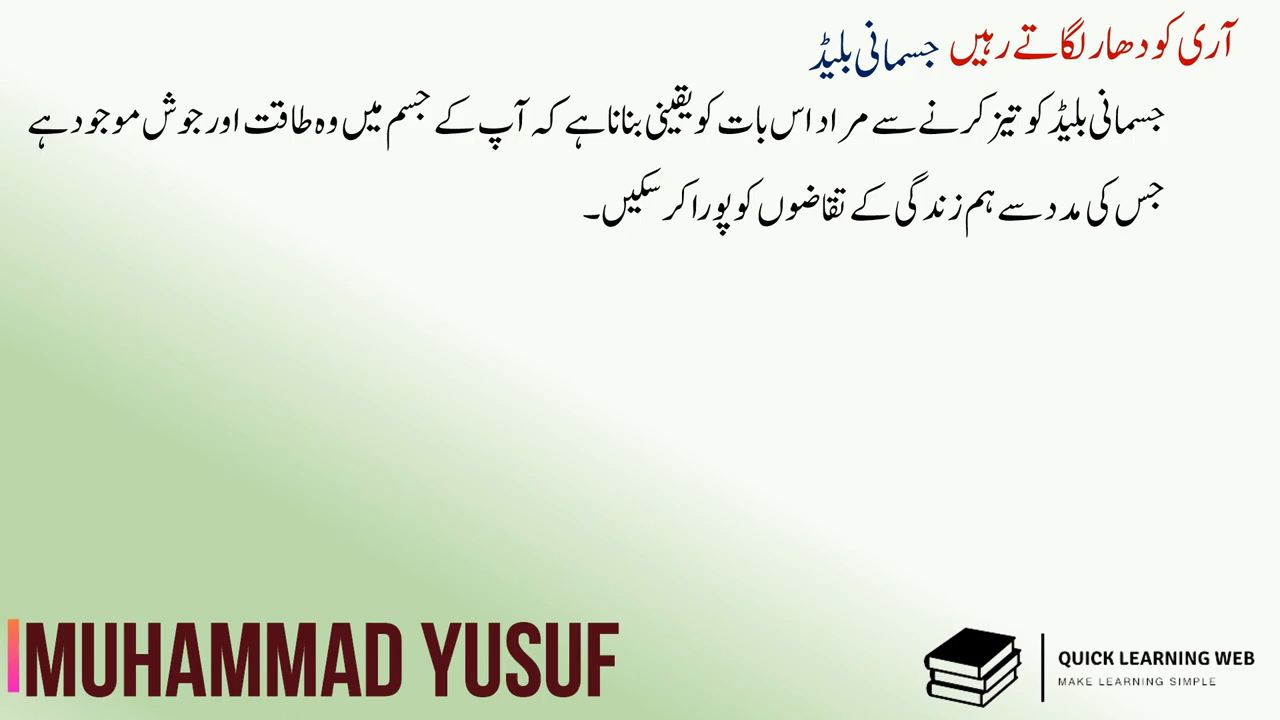 آری کو دھار لگاتے رہیں جسمانی بلیڈ
جسمانی بلیڈ کو تیز کرنے سے مراد اس بات کو یقینی بنانا ہے کہ آپ کے جسم میں وہ طاقت اور جوش موجود ہے
جس کی مدد سے ہم زندگی کے تقاضوں کو پورا کر سکیں۔
MUHAMMAD YUSUF
QUICK LEARNING WEB
MAKE LEARNING SIMPLE